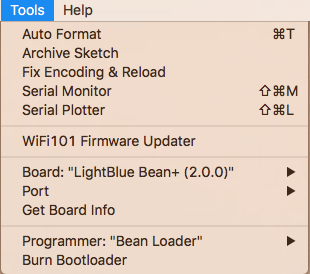 Tools Help
Auto Format ⌘T
Archive Sketch
Fix Encoding & Reload
Serial Monitor ⇧⌘M
Serial Plotter ⇧⌘L
WiFi101 Firmware Updater
Board: "LightBlue Bean+ (2.0.0)"
Port
Get Board Info
Programmer: "Bean Loader"
Burn Bootloader